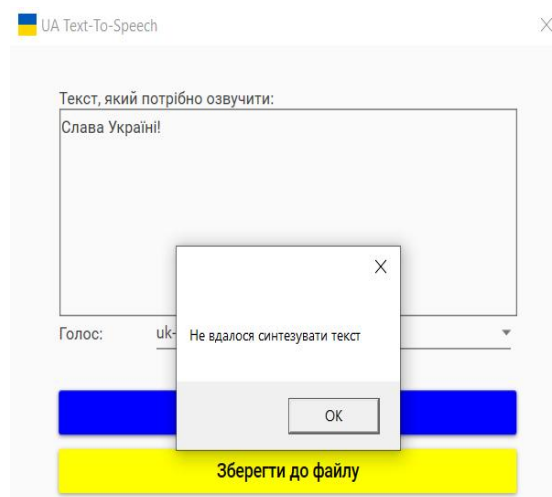 UA Text-To-Speech
Текст, який потрібно озвучити:
Слава Україні!
Голос: uk-
Не вдалося синтезувати текст
OK
Зберегти до файлу